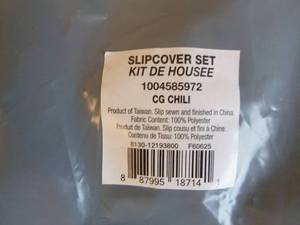 SLIPCOVER SET
KIT DE HOUSEE
1004585972
CG CHILI
Product of Taiwan. Slip sewn and finished in China.
Fabric Content: 100% Polyester
Produit de Taiwan. Slip cousu et fini à Chine.
Contenu de Tissu: 100% Polyester
8130-12193800 F60625
8 87995 18714 1